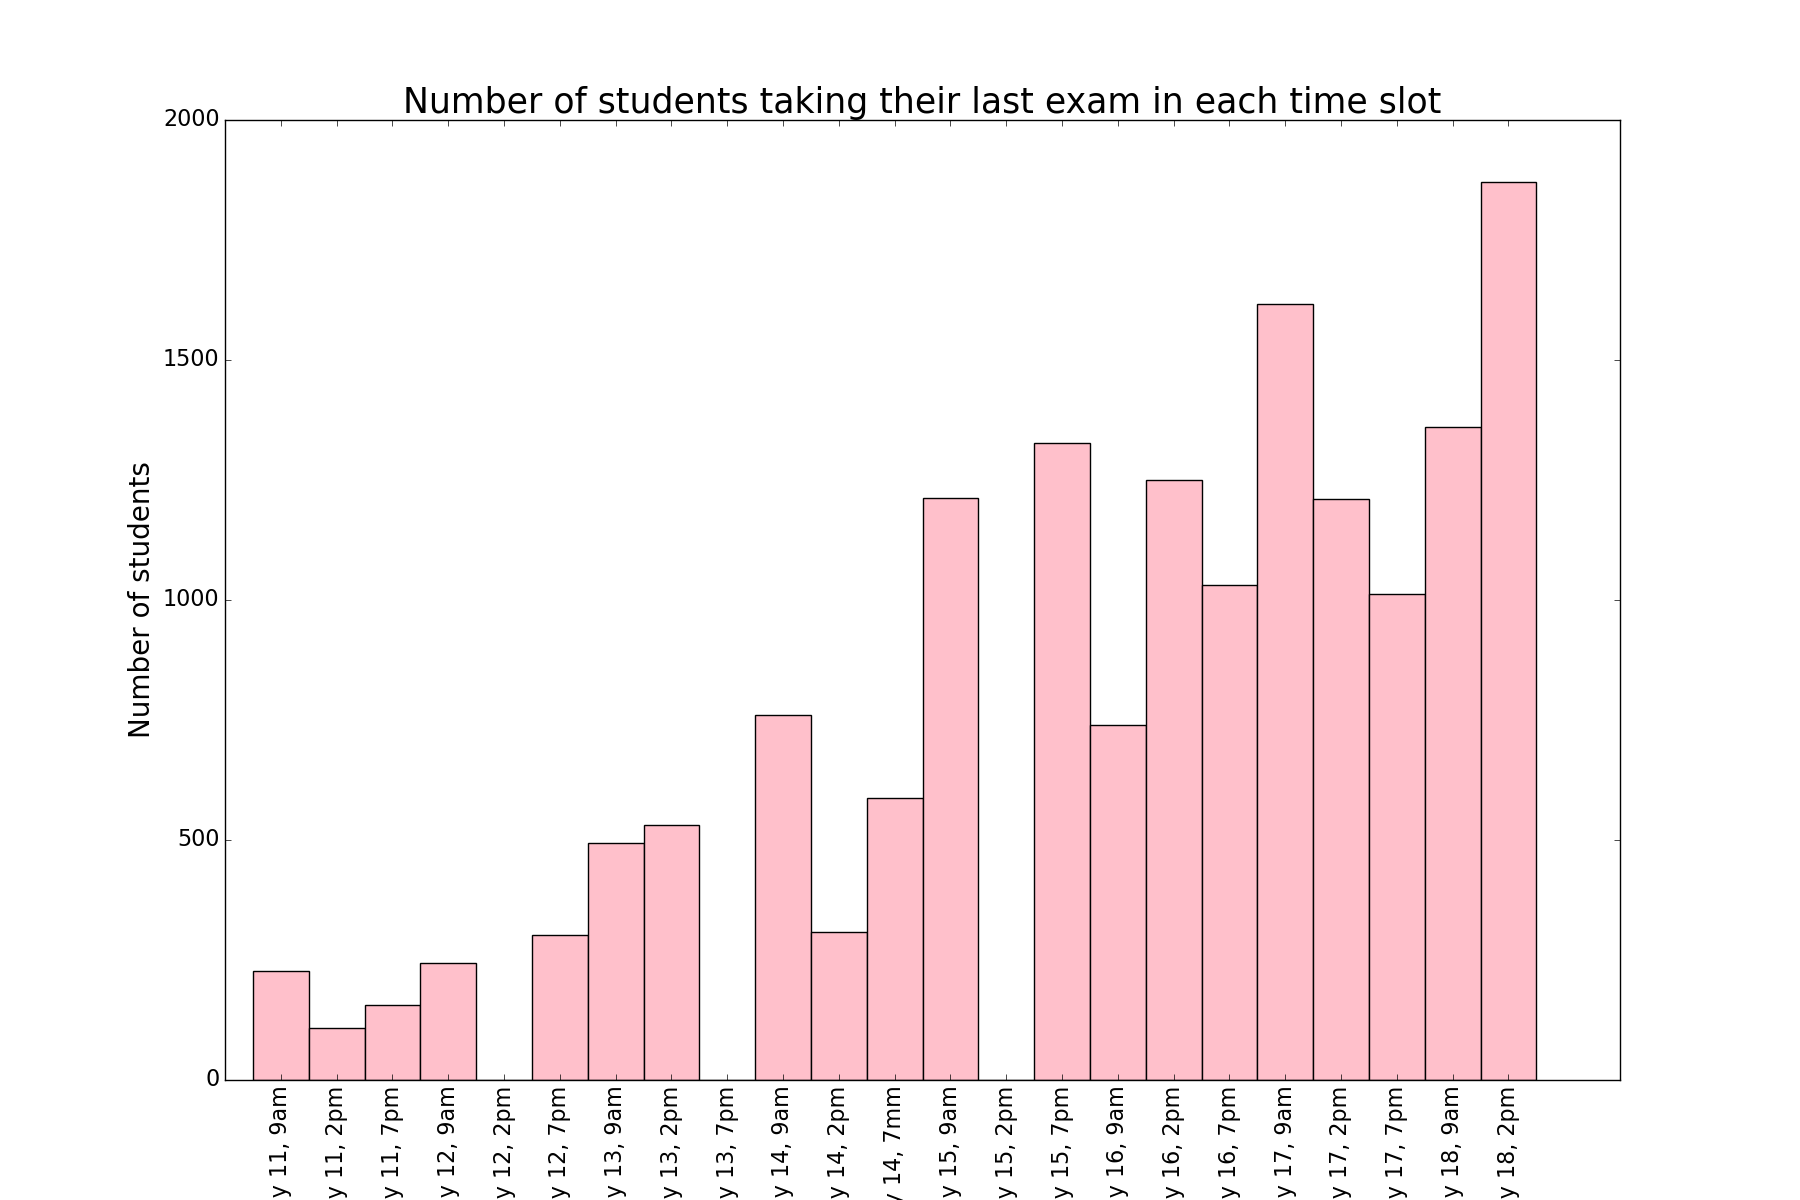 Number of students taking their last exam in each time slot
Number of students
2000
1500
1000
500
0
y 11, 9am
y 11, 2pm
y 11, 7pm
y 12, 9am
y 12, 2pm
y 12, 7pm
y 13, 9am
y 13, 2pm
y 13, 7pm
y 14, 9am
y 14, 2pm
y 14, 7mm
y 15, 9am
y 15, 2pm
y 15, 7pm
y 16, 9am
y 16, 2pm
y 16, 7pm
y 17, 9am
y 17, 2pm
y 17, 7pm
y 18, 9am
y 18, 2pm